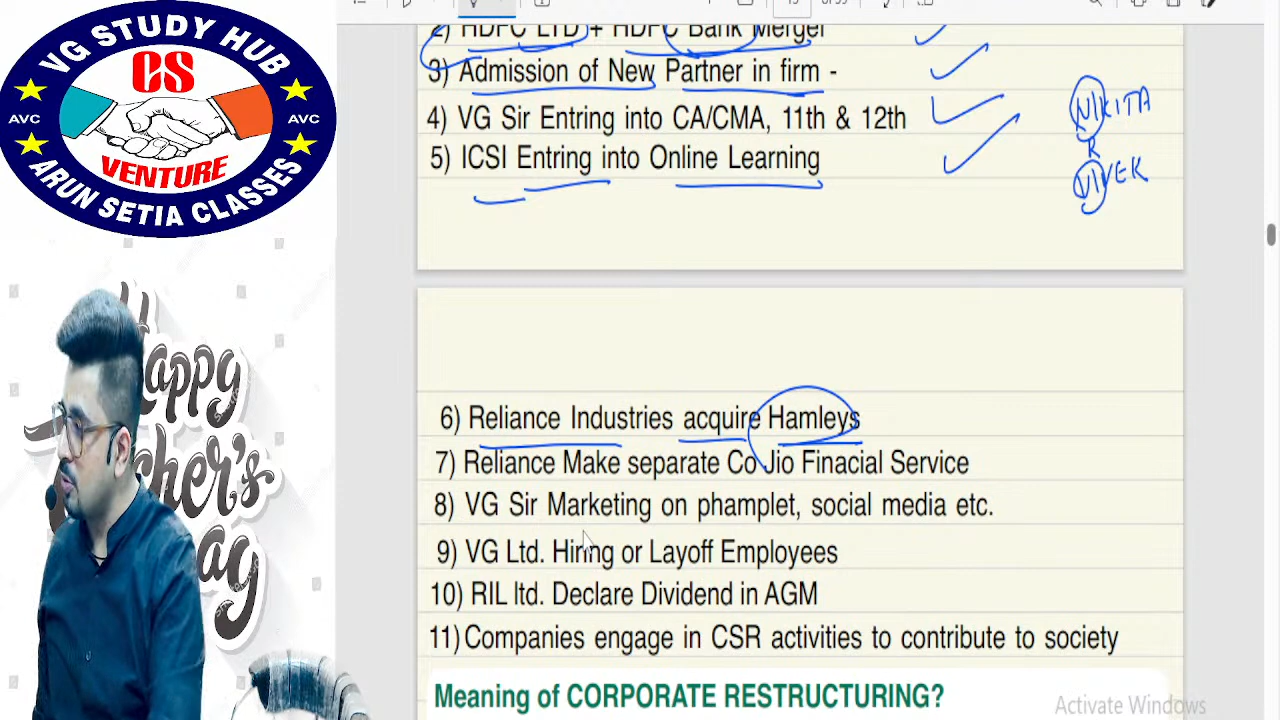 VG STUDY HUB
CS
AVC
AVC
VENTURE
ARUN SETIA CLASSES
Happy
2) HDFC LTD + HDFC Bank Merger
3) Admission of New Partner in firm -
4) VG Sir Entring into CA/CMA, 11th & 12th
5) ICSI Entring into Online Learning
NIKITA
R
VIVEK
6) Reliance Industries acquire Hamleys
7) Reliance Make separate Co Jio Finacial Service
8) VG Sir Marketing on phamplet, social media etc.
9) VG Ltd. Hiring or Layoff Employees
10) RIL ltd. Declare Dividend in AGM
11) Companies engage in CSR activities to contribute to society
Meaning of CORPORATE RESTRUCTURING?
Activate Windows